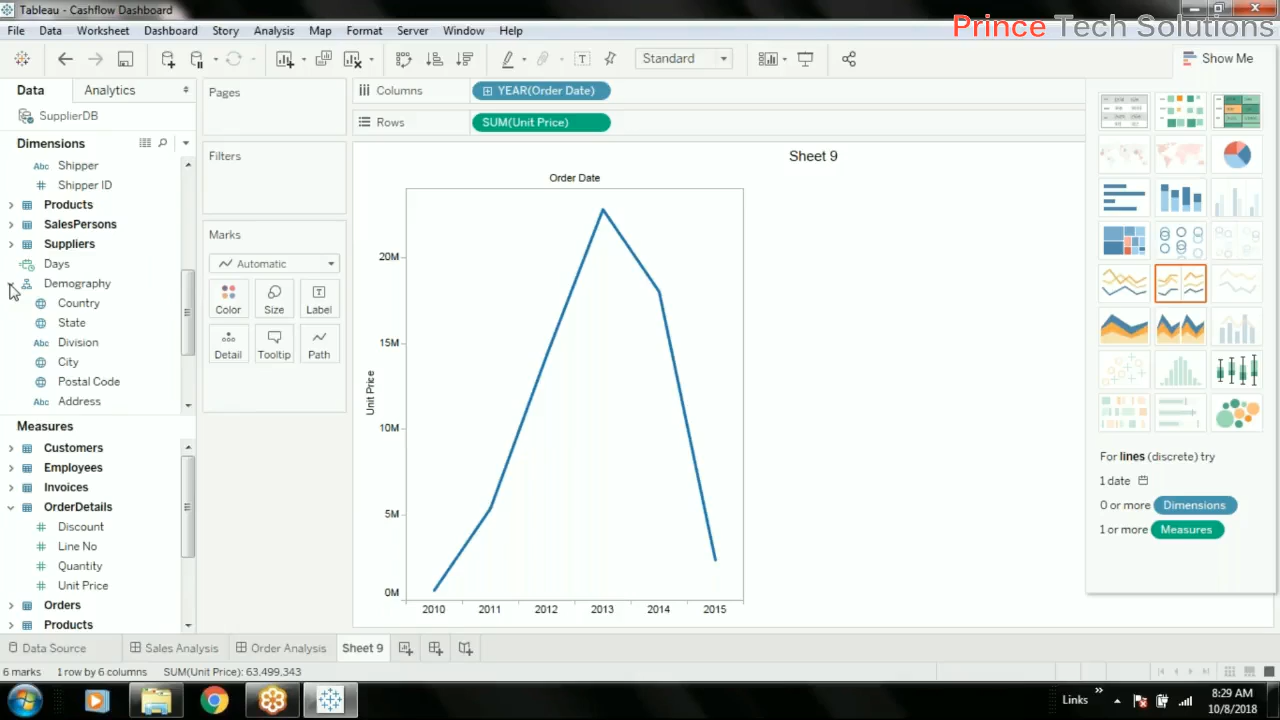 Tableau - Cashflow Dashboard
Prince Tech Solutions
File Data Worksheet Dashboard Story Analysis Map Format Server Window Help
Standard
Show Me
Data Analytics
SupplierDB
Dimensions
Abc Shipper
# Shipper ID
Products
SalesPersons
Suppliers
Days
Demography
Country
State
Abc Division
City
Postal Code
Abc Address
Measures
Customers
Employees
Invoices
OrderDetails
# Discount
# Line No
# Quantity
# Unit Price
Orders
Products
Pages
Filters
Marks
Automatic
Color Size Label
Detail Tooltip Path
Columns YEAR(Order Date)
Rows SUM(Unit Price)
Sheet 9
Order Date
Unit Price
20M
15M
10M
5M
0M
2010 2011 2012 2013 2014 2015
For lines (discrete) try
1 date
0 or more Dimensions
1 or more Measures
Data Source Sales Analysis Order Analysis Sheet 9
6 marks 1 row by 6 columns SUM(Unit Price): 63,499,343
Links
8:29 AM
10/8/2018